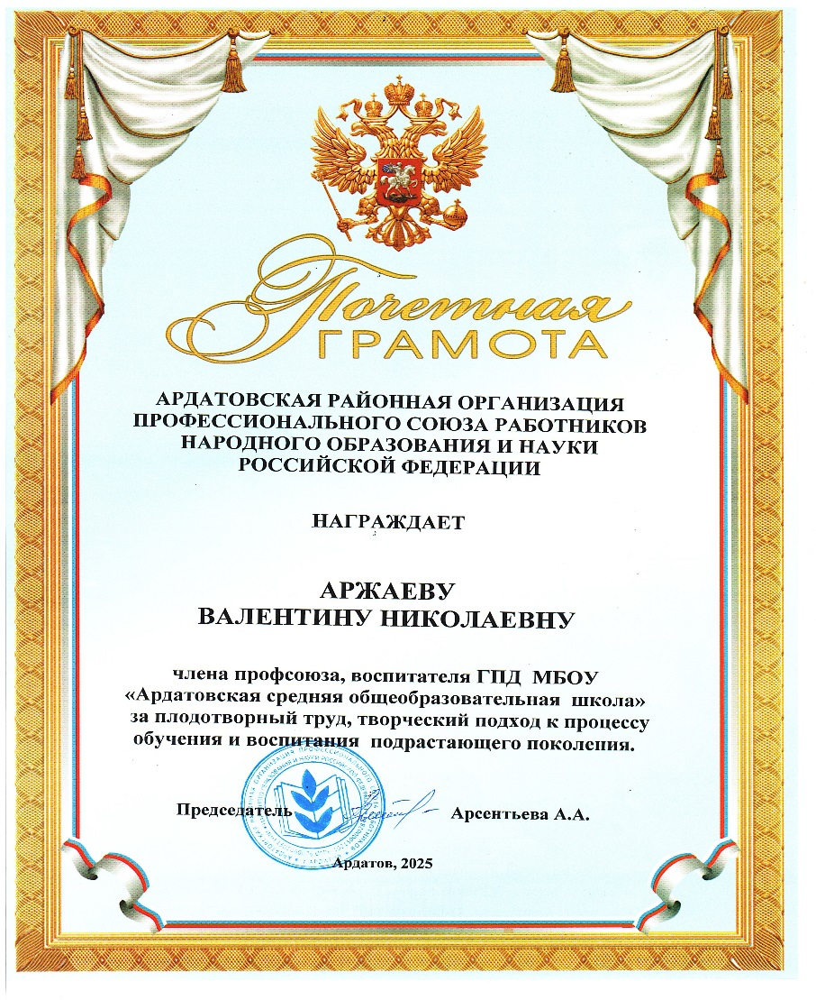 Почетная
ГРАМОТА
АРДАТОВСКАЯ РАЙОННАЯ ОРГАНИЗАЦИЯ
ПРОФЕССИОНАЛЬНОГО СОЮЗА РАБОТНИКОВ
НАРОДНОГО ОБРАЗОВАНИЯ И НАУКИ
РОССИЙСКОЙ ФЕДЕРАЦИИ
НАГРАЖДАЕТ
АРЖАЕВУ
ВАЛЕНТИНУ НИКОЛАЕВНУ
члена профсоюза, воспитателя ГПД МБОУ
«Ардатовская средняя общеобразовательная школа»
за плодотворный труд, творческий подход к процессу
обучения и воспитания подрастающего поколения.
Председатель Арсентьева А.А.
Ардатов, 2025